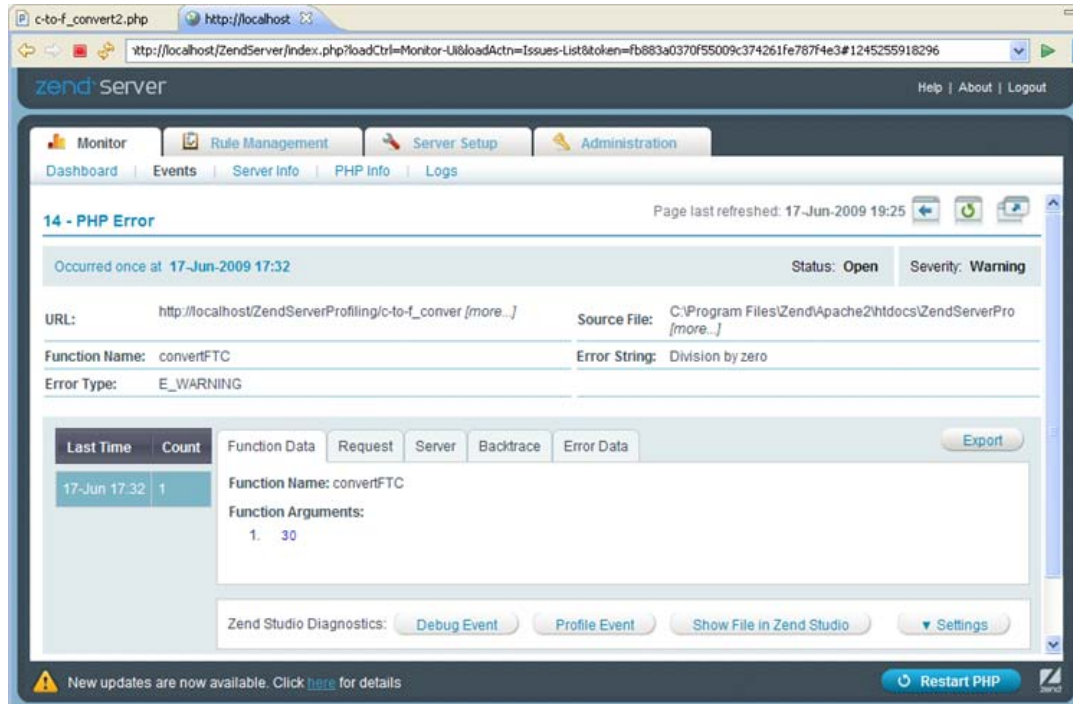 c-to-f_convert2.php http://localhost
http://localhost/ZendServer/index.php?loadCtrl=Monitor-Ui&loadActn=Issues-List&token=fb883a0370f55009c374261fe787f4e3#1245255918296
zend server Help | About | Logout
Monitor Rule Management Server Setup Administration
Dashboard | Events | Server Info | PHP Info | Logs
14 - PHP Error Page last refreshed: 17-Jun-2009 19:25
Occurred once at 17-Jun-2009 17:32 Status: Open Severity: Warning
URL: http://localhost/ZendServerProfiling/c-to-f_conver [more...] Source File: C:\Program Files\Zend\Apache2\htdocs\ZendServerPro
[more...]
Function Name: convertFTC Error String: Division by zero
Error Type: E_WARNING
Last Time Count Function Data Request Server Backtrace Error Data Export
17-Jun 17:32 1 Function Name: convertFTC
Function Arguments:
1. 30
Zend Studio Diagnostics: Debug Event Profile Event Show File in Zend Studio ▼ Settings
New updates are now available. Click here for details Restart PHP zend